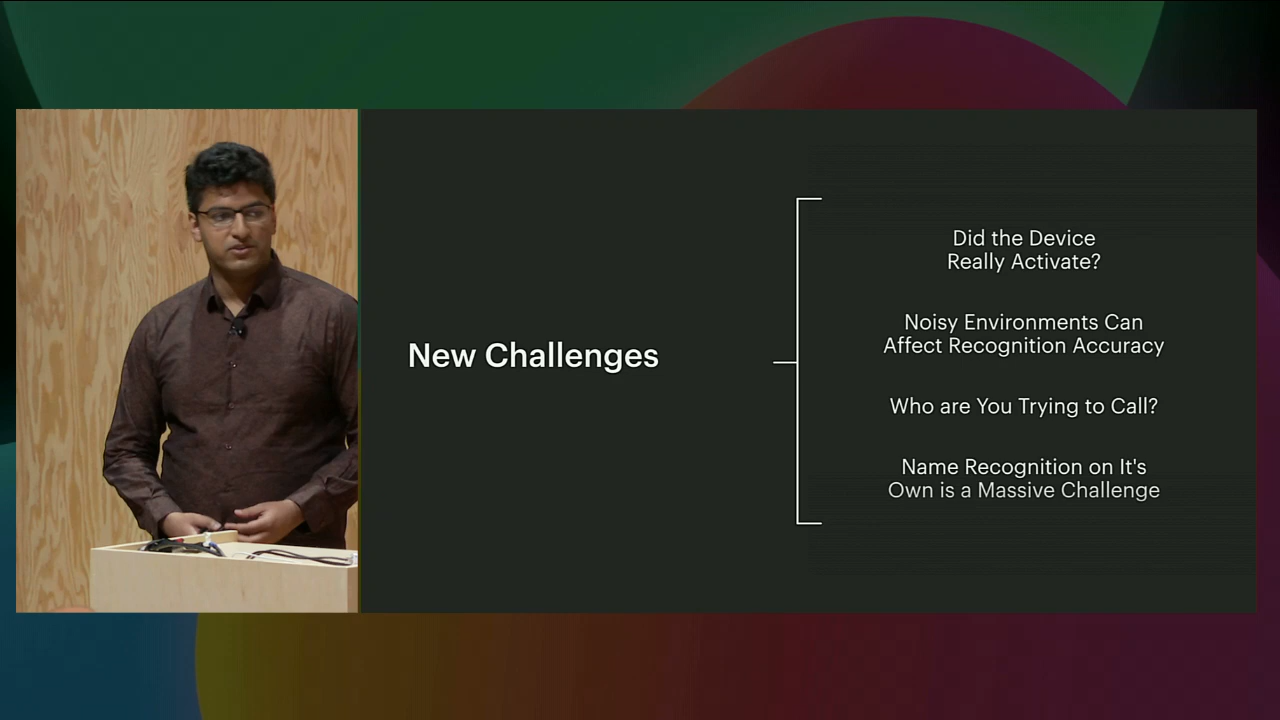 New Challenges
Did the Device
Really Activate?
Noisy Environments Can
Affect Recognition Accuracy
Who are You Trying to Call?
Name Recognition on It's
Own is a Massive Challenge